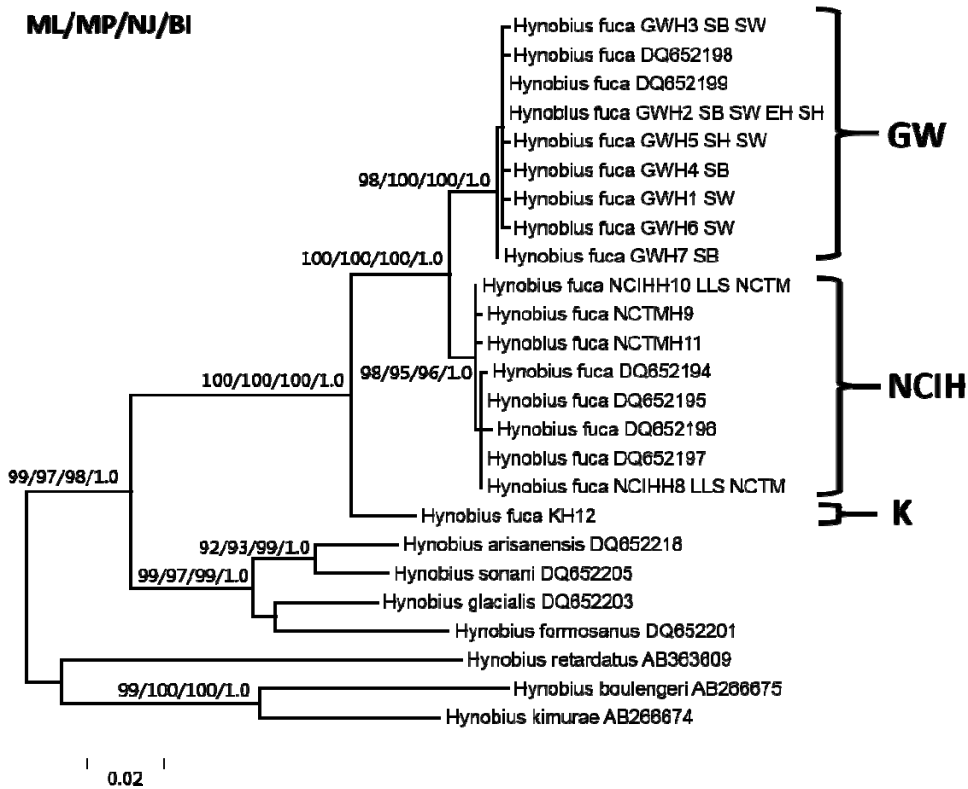 ML/MP/NJ/BI
Hynobius fuca GWH3 SB SW
Hynobius fuca DQ652198
Hynobius fuca DQ652199
Hynobius fuca GWH2 SB SW EH SH
Hynobius fuca GWH5 SH SW
GW
Hynobius fuca GWH4 SB
98/100/100/1.0
Hynobius fuca GWH1 SW
Hynobius fuca GWH6 SW
Hynobius fuca GWH7 SB
100/100/100/1.0
Hynobius fuca NCIHH10 LLS NCTM
Hynobius fuca NCTMH9
Hynobius fuca NCTMH11
98/95/96/1.0
Hynobius fuca DQ652194
100/100/100/1.0
NCIH
Hynobius fuca DQ652195
Hynobius fuca DQ652196
Hynobius fuca DQ652197
99/97/98/1.0
Hynobius fuca NCIHH8 LLS NCTM
Hynobius fuca KH12
K
92/93/99/1.0
Hynobius arisanensis DQ652218
99/97/99/1.0
Hynobius sonani DQ652205
Hynobius glacialis DQ652203
Hynobius formosanus DQ652201
Hynobius retardatus AB363609
99/100/100/1.0
Hynobius boulengeri AB266675
Hynobius kimurae AB266674
0.02